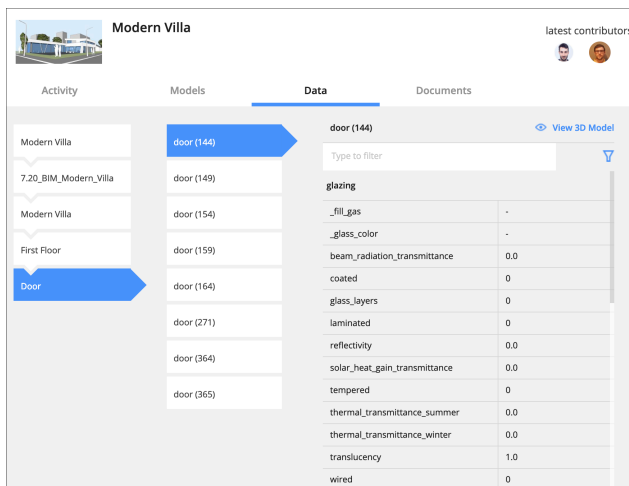 Modern Villa
latest contributors
Activity Models Data Documents
Modern Villa
7.20_BIM_Modern_Villa
Modern Villa
First Floor
Door
door (144)
door (149)
door (154)
door (159)
door (164)
door (271)
door (364)
door (365)
door (144) View 3D Model
Type to filter
glazing
_fill_gas -
_glass_color -
beam_radiation_transmittance 0.0
coated 0
glass_layers 0
laminated 0
reflectivity 0.0
solar_heat_gain_transmittance 0.0
tempered 0
thermal_transmittance_summer 0.0
thermal_transmittance_winter 0.0
translucency 1.0
wired 0